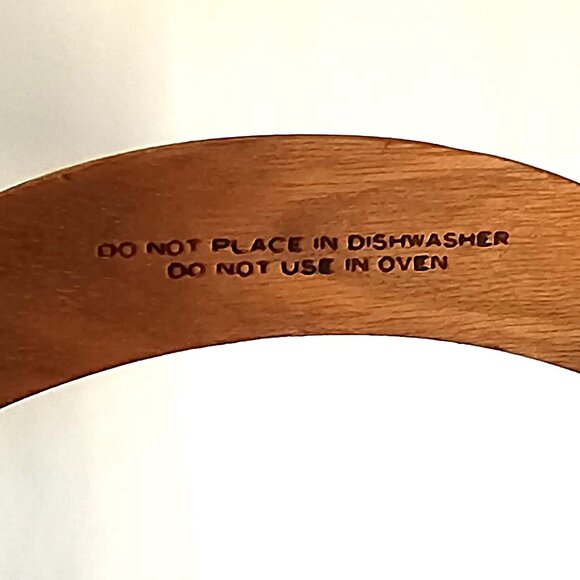 DO NOT PLACE IN DISHWASHER
DO NOT USE IN OVEN